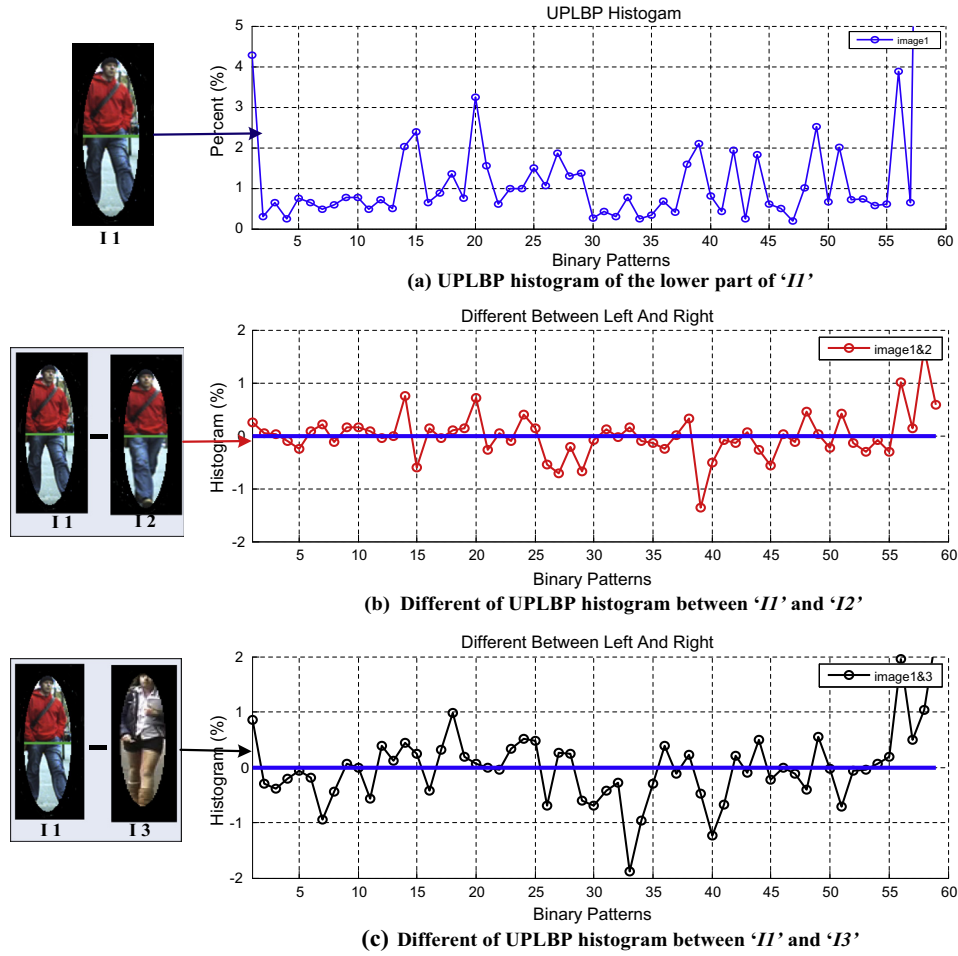 UPLBP Histogam
image1
Percent (%)
5
4
3
2
1
0
5 10 15 20 25 30 35 40 45 50 55 60
Binary Patterns
I 1
(a) UPLBP histogram of the lower part of ‘I1’
Different Between Left And Right
image1&2
Histogram (%)
2
1
0
-1
-2
5 10 15 20 25 30 35 40 45 50 55 60
Binary Patterns
I 1 I 2
(b) Different of UPLBP histogram between ‘I1’ and ‘I2’
Different Between Left And Right
image1&3
Histogram (%)
2
1
0
-1
-2
5 10 15 20 25 30 35 40 45 50 55 60
Binary Patterns
I 1 I 3
(c) Different of UPLBP histogram between ‘I1’ and ‘I3’